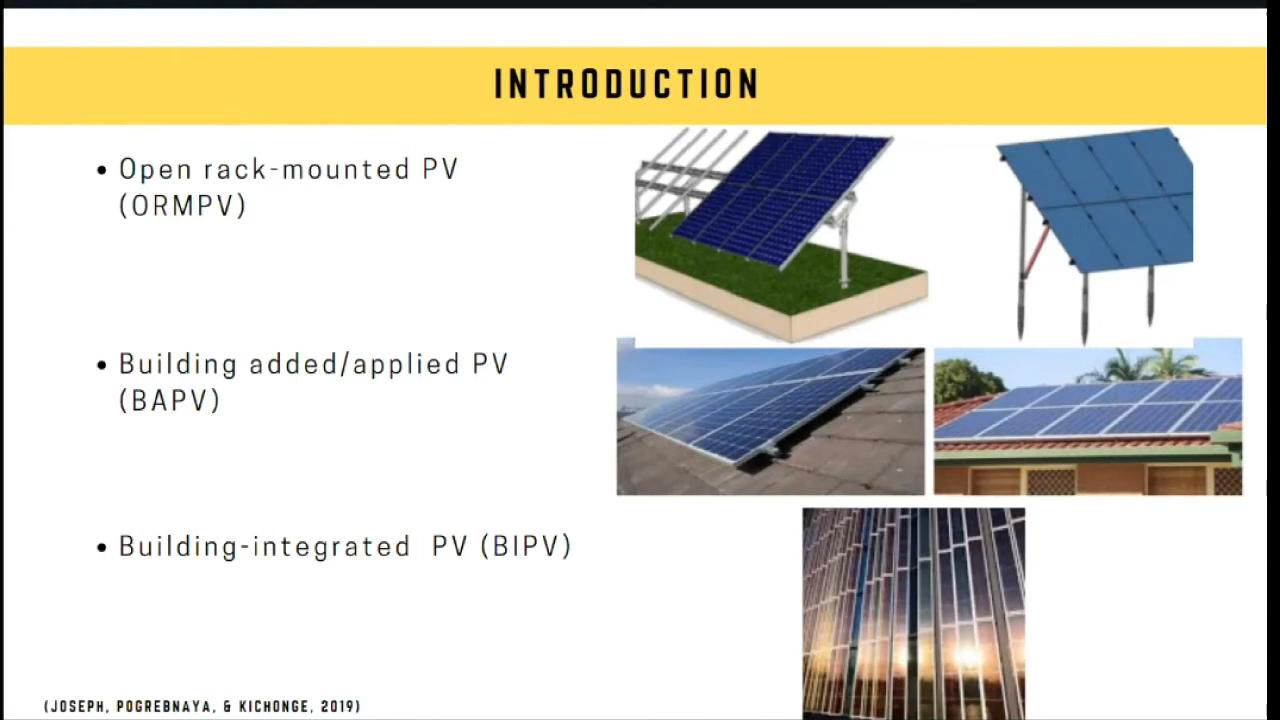 INTRODUCTION
• Open rack-mounted PV
(ORMPV)
• Building added/applied PV
(BAPV)
• Building-integrated PV (BIPV)
(JOSEPH, POGREBNAYA, & KICHONGE, 2019)